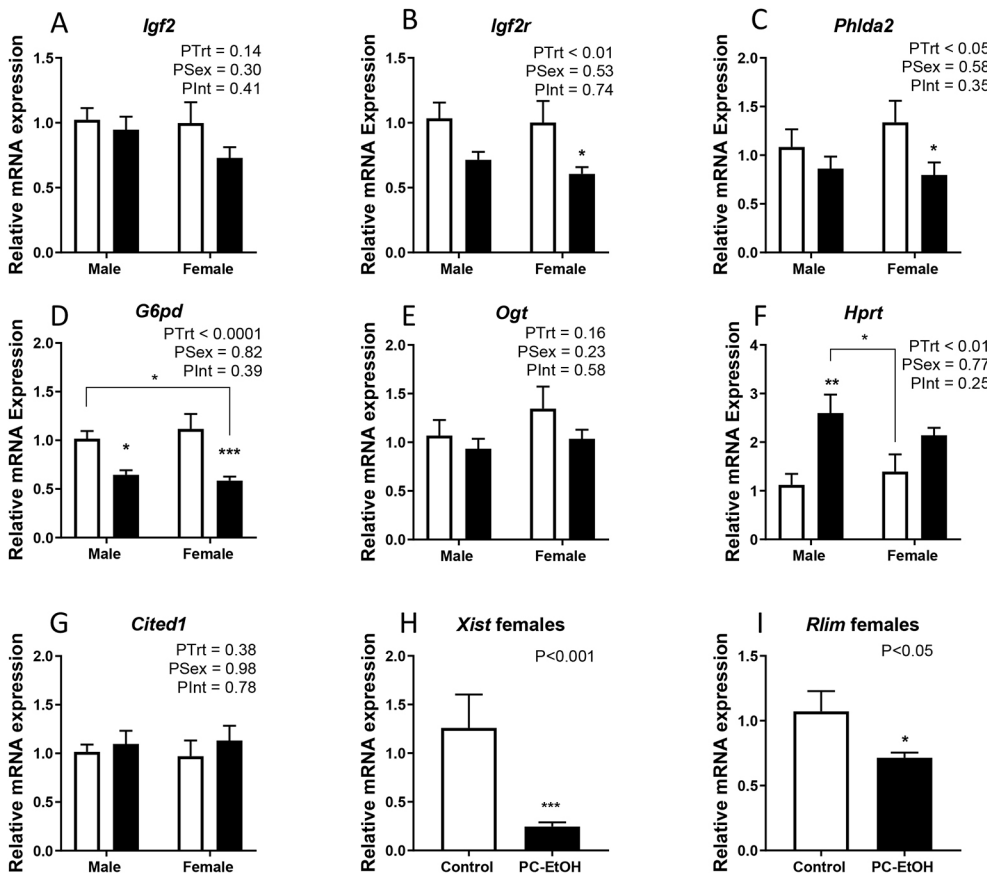 A
Igf2
PTrt = 0.14
PSex = 0.30
PInt = 0.41
Relative mRNA expression
1.5
1.0
0.5
0.0
Male
Female
B
Igf2r
PTrt < 0.01
PSex = 0.53
PInt = 0.74
Relative mRNA Expression
1.5
1.0
0.5
0.0
*
Male
Female
C
Phlda2
PTrt < 0.05
PSex = 0.58
PInt = 0.35
Relative mRNA Expression
2.0
1.5
1.0
0.5
0.0
*
Male
Female
D
G6pd
PTrt < 0.0001
PSex = 0.82
PInt = 0.39
Relative mRNA expression
2.0
1.5
1.0
0.5
0.0
*
*
***
Male
Female
E
Ogt
PTrt = 0.16
PSex = 0.23
PInt = 0.58
Relative mRNA expression
2.0
1.5
1.0
0.5
0.0
Male
Female
F
Hprt
PTrt < 0.01
PSex = 0.77
PInt = 0.25
Relative mRNA Expression
4
3
2
1
0
*
**
Male
Female
G
Cited1
PTrt = 0.38
PSex = 0.98
PInt = 0.78
Relative mRNA expression
2.0
1.5
1.0
0.5
0.0
Male
Female
H
Xist females
P<0.001
Relative mRNA expression
2.0
1.5
1.0
0.5
0.0
***
Control
PC-EtOH
I
Rlim females
P<0.05
Relative mRNA expression
1.5
1.0
0.5
0.0
*
Control
PC-EtOH